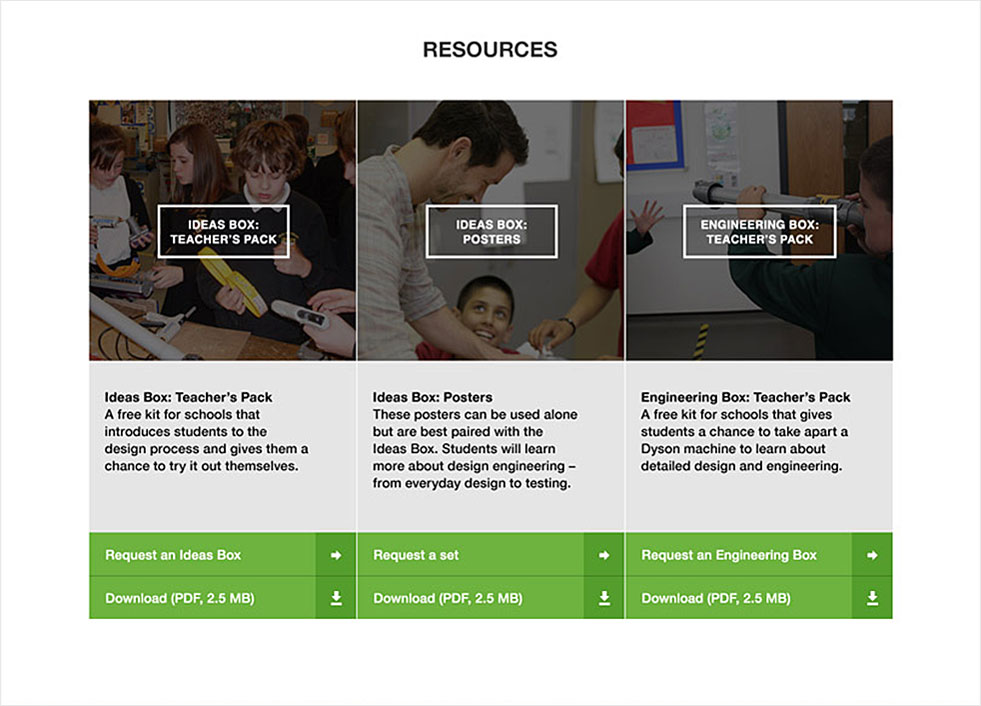 RESOURCES
IDEAS BOX:
TEACHER'S PACK
IDEAS BOX:
POSTERS
ENGINEERING BOX:
TEACHER'S PACK
Ideas Box: Teacher’s Pack
A free kit for schools that
introduces students to the
design process and gives them a
chance to try it out themselves.
Ideas Box: Posters
These posters can be used alone
but are best paired with the
Ideas Box. Students will learn
more about design engineering –
from everyday design to testing.
Engineering Box: Teacher’s Pack
A free kit for schools that gives
students a chance to take apart a
Dyson machine to learn about
detailed design and engineering.
Request an Ideas Box
Download (PDF, 2.5 MB)
Request a set
Download (PDF, 2.5 MB)
Request an Engineering Box
Download (PDF, 2.5 MB)